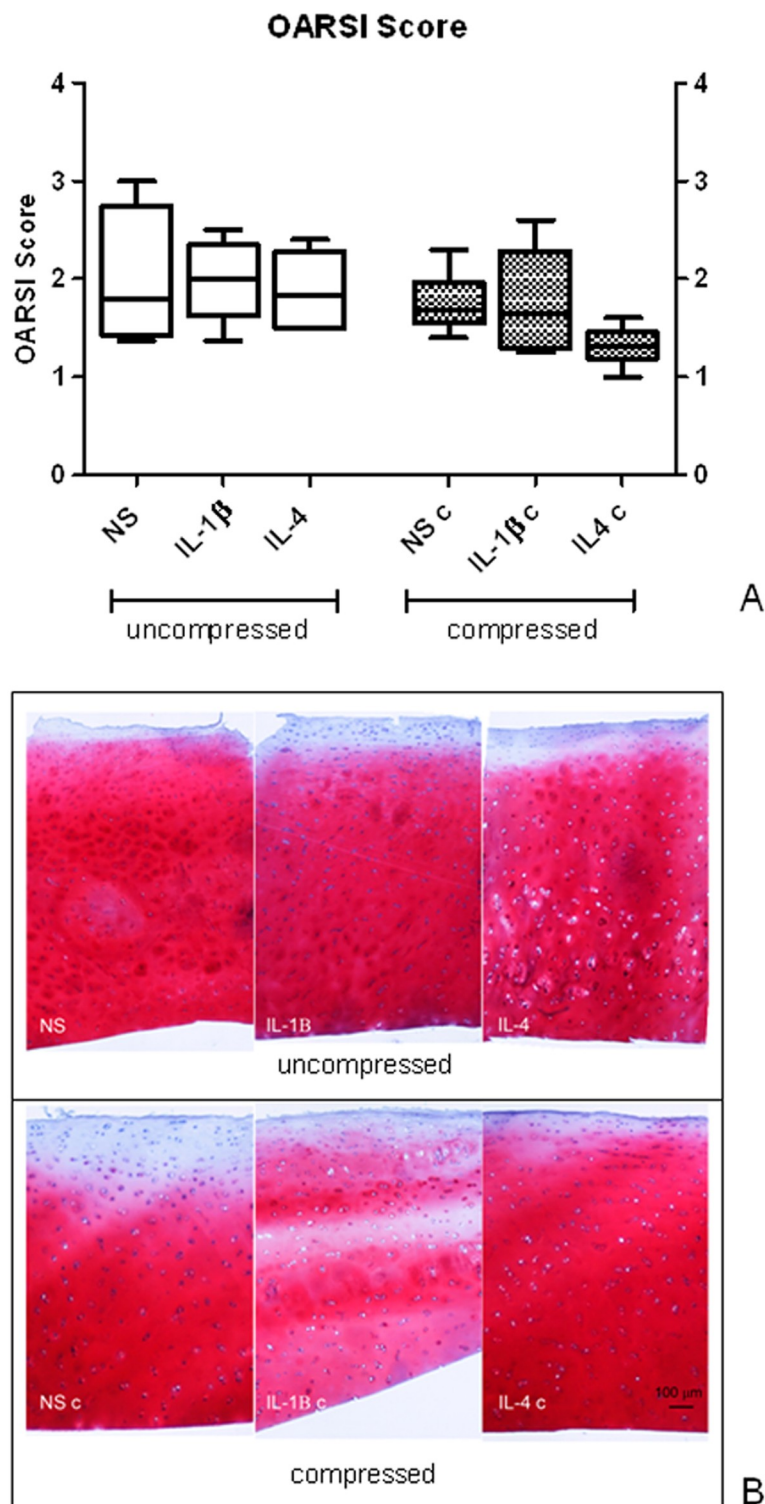 OARSI Score
4 4
3 3
2 2
1 1
0 0
OARSI Score
NS IL-1β IL-4 NS c IL-1β c IL4 c
uncompressed compressed
A
NS IL-1B IL-4
uncompressed
100 µm
NS c IL-1B c IL-4 c
compressed
B